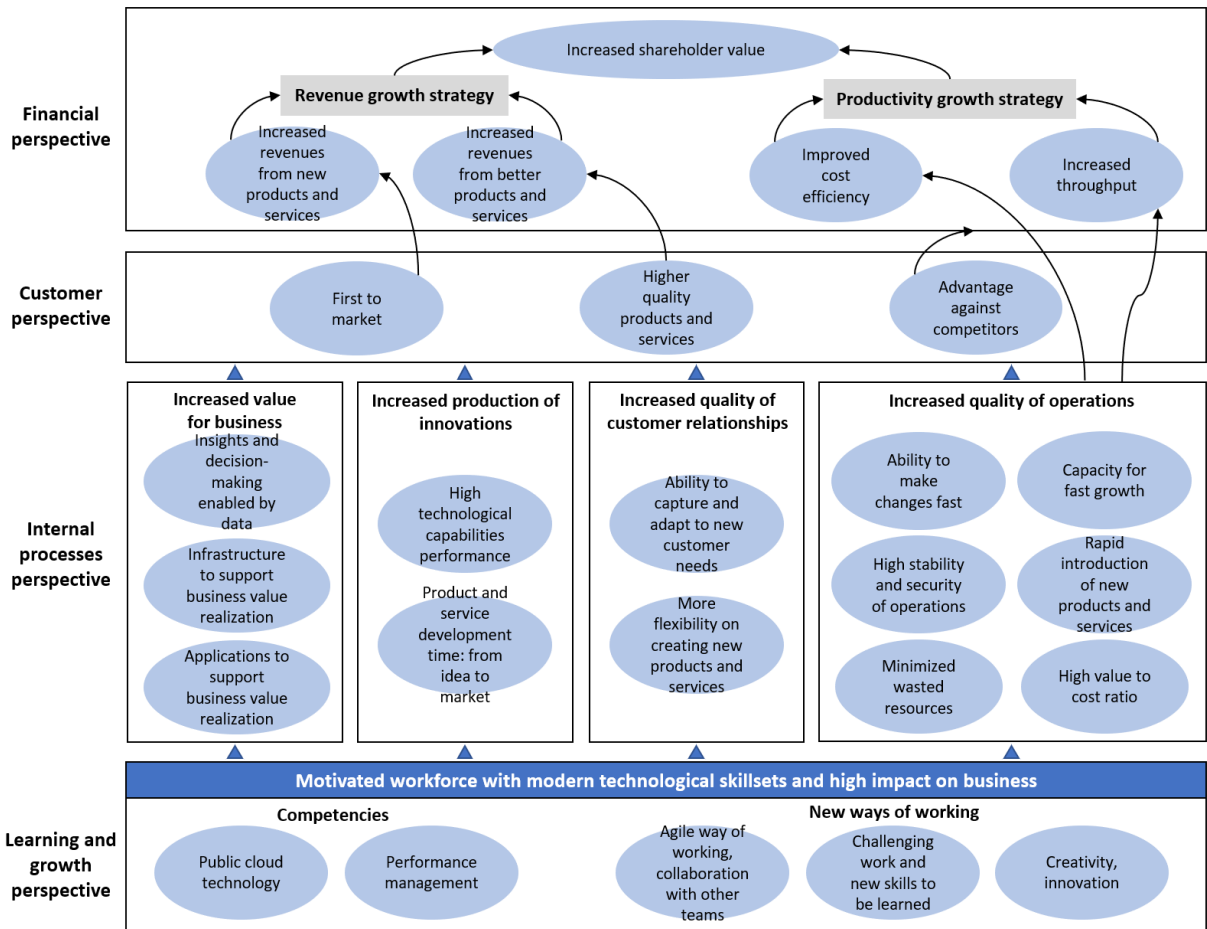 Financial
perspective
Increased shareholder value
Revenue growth strategy
Productivity growth strategy
Increased
revenues
from new
products and
services
Increased
revenues
from better
products and
services
Improved
cost
efficiency
Increased
throughput
Customer
perspective
First to
market
Higher
quality
products and
services
Advantage
against
competitors
Internal
processes
perspective
Increased value
for business
Insights and
decision-
making
enabled by
data
Infrastructure
to support
business value
realization
Applications to
support
business value
realization
Increased production of
innovations
High
technological
capabilities
performance
Product and
service
development
time: from
idea to
market
Increased quality of
customer relationships
Ability to
capture and
adapt to new
customer
needs
More
flexibility on
creating new
products and
services
Increased quality of operations
Ability to
make
changes fast
Capacity for
fast growth
High stability
and security
of operations
Rapid
introduction
of new
products and
services
Minimized
wasted
resources
High value to
cost ratio
Learning and
growth
perspective
Motivated workforce with modern technological skillsets and high impact on business
Competencies
Public cloud
technology
Performance
management
New ways of working
Agile way of
working,
collaboration
with other
teams
Challenging
work and
new skills to
be learned
Creativity,
innovation